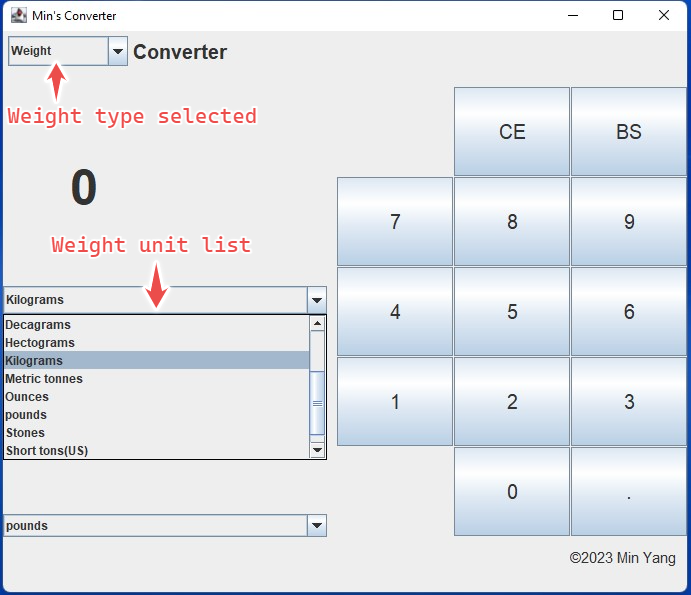 Min's Converter
Weight
Converter
Weight type selected
CE
BS
0
7
8
9
Weight unit list
Kilograms
4
5
6
Decagrams
Hectograms
Kilograms
Metric tonnes
Ounces
pounds
Stones
Short tons(US)
1
2
3
0
.
pounds
©2023 Min Yang